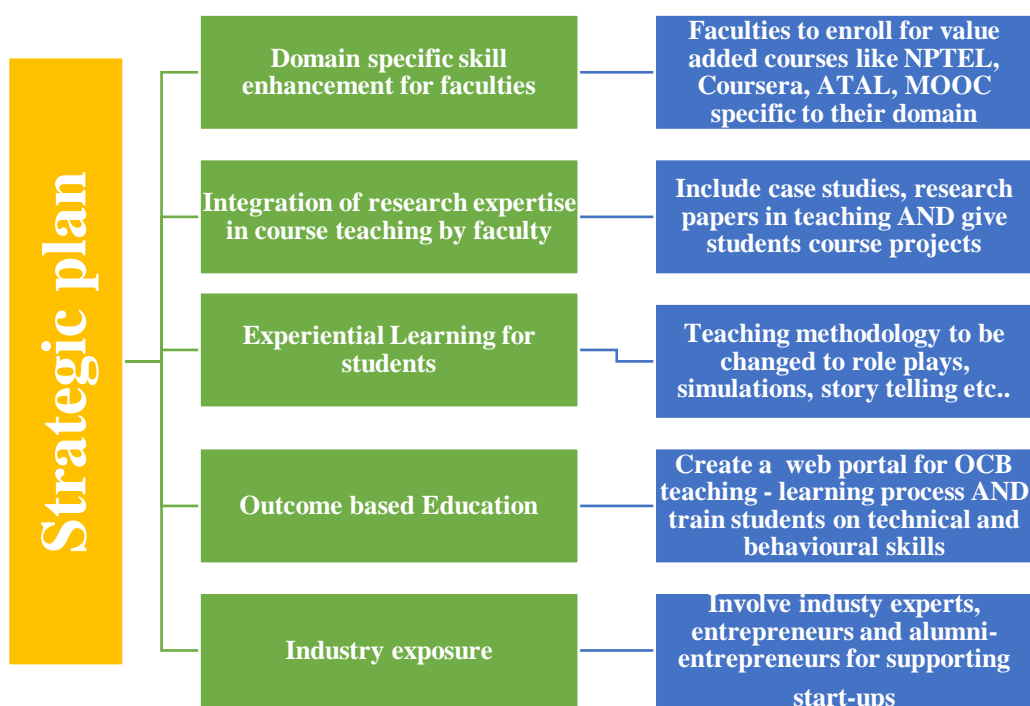 Strategic plan
Domain specific skill
enhancement for faculties
Faculties to enroll for value
added courses like NPTEL,
Coursera, ATAL, MOOC
specific to their domain
Integration of research expertise
in course teaching by faculty
Include case studies, research
papers in teaching AND give
students course projects
Experiential Learning for
students
Teaching methodology to be
changed to role plays,
simulations, story telling etc..
Outcome based Education
Create a web portal for OCB
teaching - learning process AND
train students on technical and
behavioural skills
Industry exposure
Involve industy experts,
entrepreneurs and alumni-
entrepreneurs for supporting
start-ups